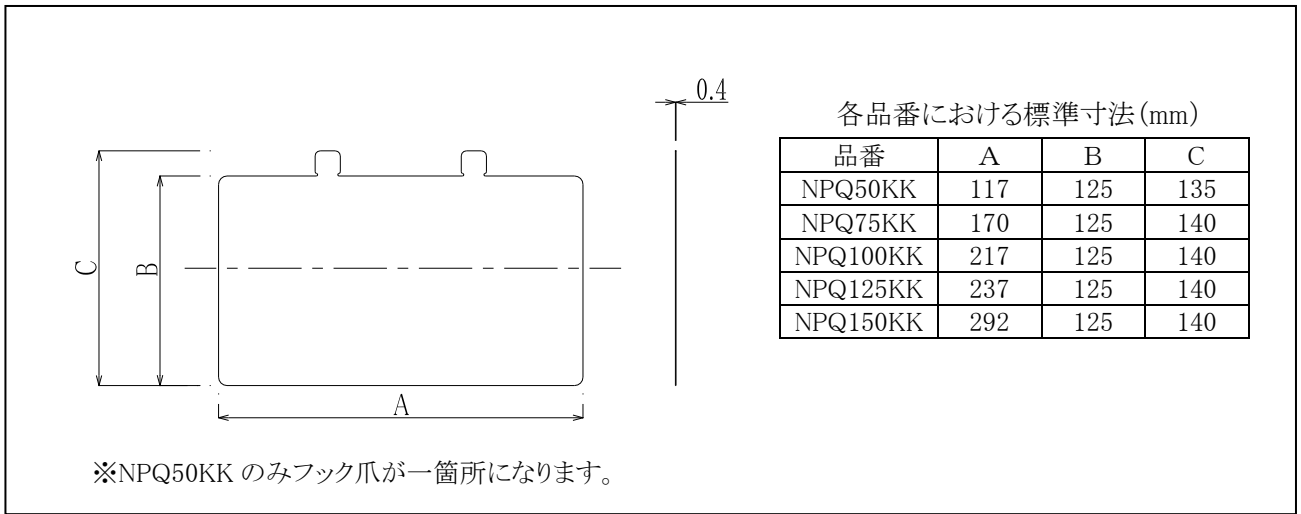 0.4
C
B
A
※NPQ50KK のみフック爪が一箇所になります。
各品番における標準寸法(mm)
品番 A B C
NPQ50KK 117 125 135
NPQ75KK 170 125 140
NPQ100KK 217 125 140
NPQ125KK 237 125 140
NPQ150KK 292 125 140